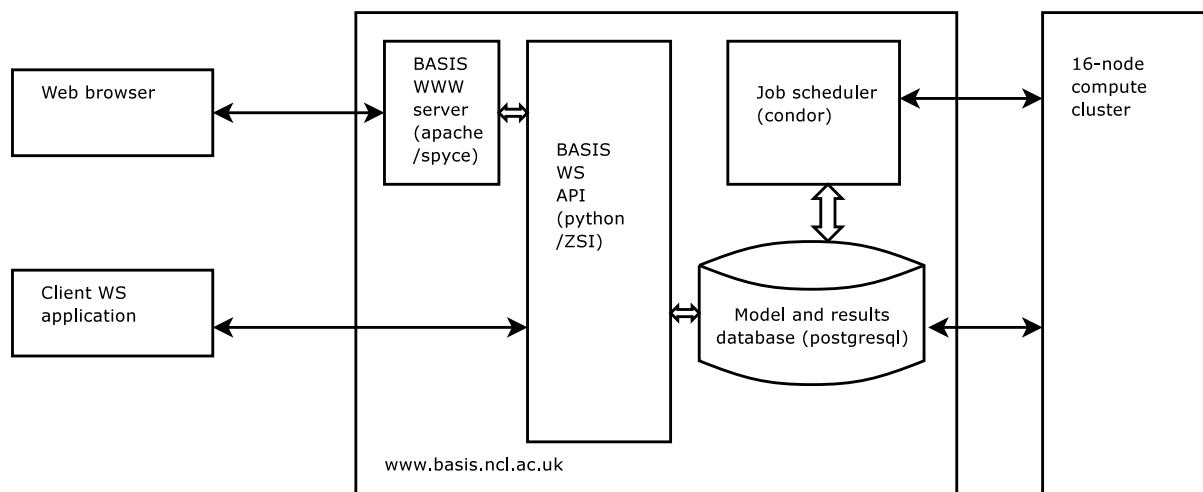 Web browser
BASIS
WWW
server
(apache
/spyce)
BASIS
WS
API
(python
/ZSI)
Job scheduler
(condor)
16-node
compute
cluster
Client WS
application
Model and results
database (postgresql)
www.basis.ncl.ac.uk